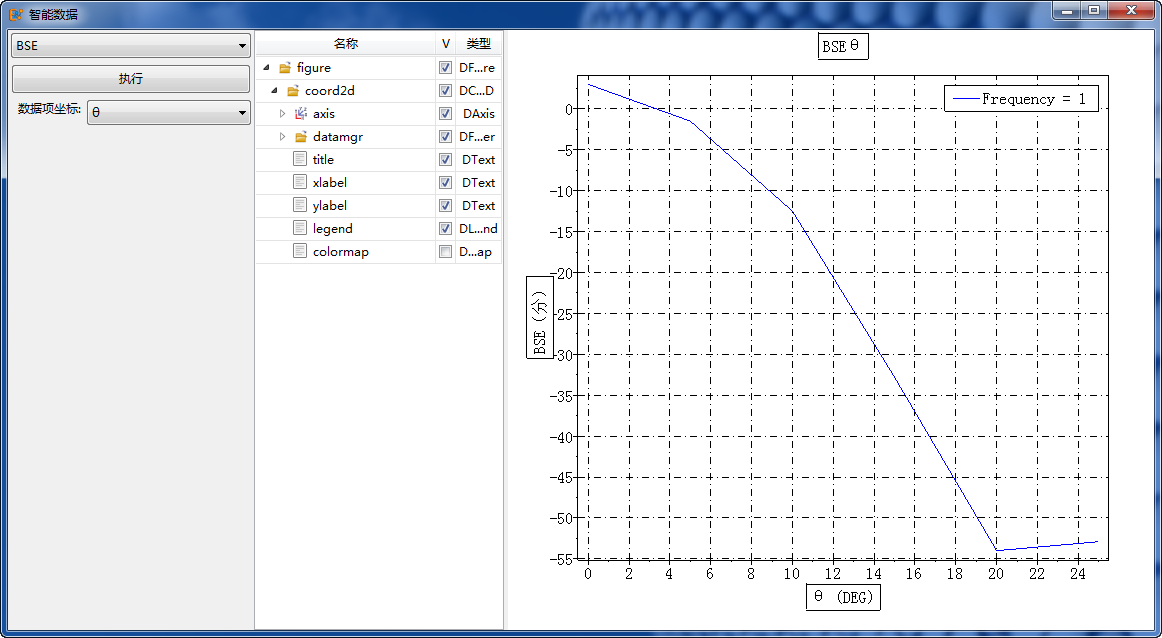 智能数据
BSE
执行
数据项坐标:
θ
名称 V 类型
figure DF...re
coord2d DC...D
axis DAxis
datamgr DF...er
title DText
xlabel DText
ylabel DText
legend DL...nd
colormap D...ap
BSE θ
Frequency = 1
0
-5
-10
-15
-20
-25
-30
-35
-40
-45
-50
-55
BSE (分)
0 2 4 6 8 10 12 14 16 18 20 22 24
θ (DEG)